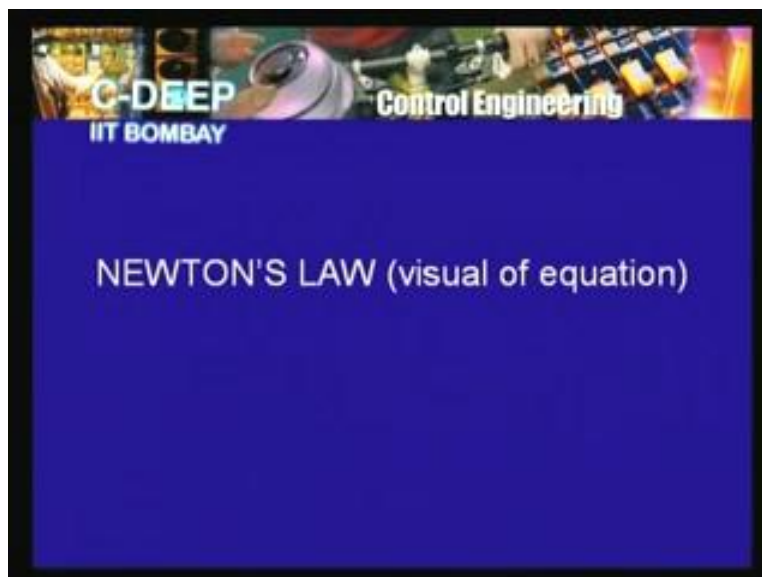 C-DEEP
Control Engineering
IIT BOMBAY
NEWTON'S LAW (visual of equation)